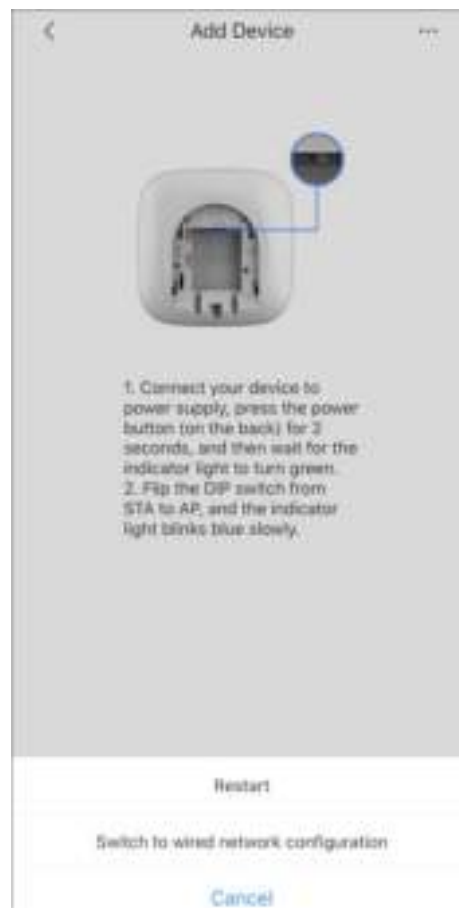 Add Device
1. Connect your device to
power supply, press the power
button (on the back) for 2
seconds, and then wait for the
indicator light to turn green.
2. Flip the DIP switch from
STA to AP, and the indicator
light blinks blue slowly.
Restart
Switch to wired network configuration
Cancel